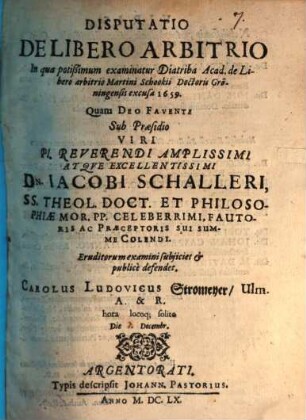 7.
DISPUTATIO
DE LIBERO ARBITRIO
In quâ potissimum examinatur Diatriba Acad. de Li-
bero arbitrio Martini Schookii Doctoris Grö-
ningensis excusa 1659.
Quam DEO FAVENTE
Sub Præsidio
VIRI
Pl. REVERENDI AMPLISSIMI
ATQVE EXCELLENTISSIMI
DN. IACOBI SCHALLERI,
SS. THEOL. DOCT. ET PHILOSO-
PHIÆ MOR. PP. CELEBERRIMI, FAUTO-
RIS AC PRÆCEPTORIS SUI SUM-
ME COLENDI.
Eruditorum examini subjiciet &
publicè defendet.
CAROLUS LUDOVICUS Stromeyer/ Ulm.
A. & R.
hora locoq; solito
Die Decembr.
ARGENTORATI,
Typis descripsit JOHANN. PASTORIUS.
ANNO M. DC. LX.